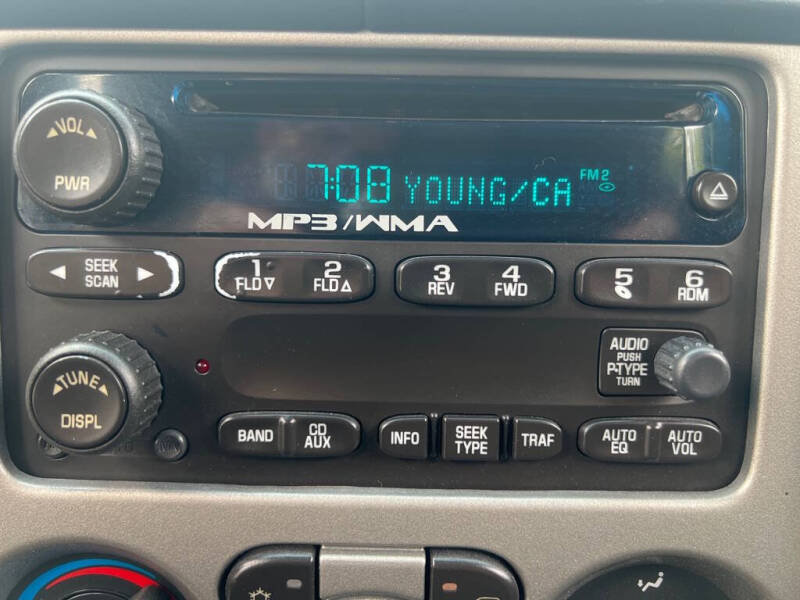 VOL
PWR
7:08 YOUNG/CA FM2
MP3/WMA
SEEK
SCAN
1
FLD
2
FLD
3
REV
4
FWD
5
6
RDM
TUNE
DISPL
AUDIO
PUSH
P-TYPE
TURN
BAND
CD
AUX
INFO
SEEK
TYPE
TRAF
AUTO
EQ
AUTO
VOL